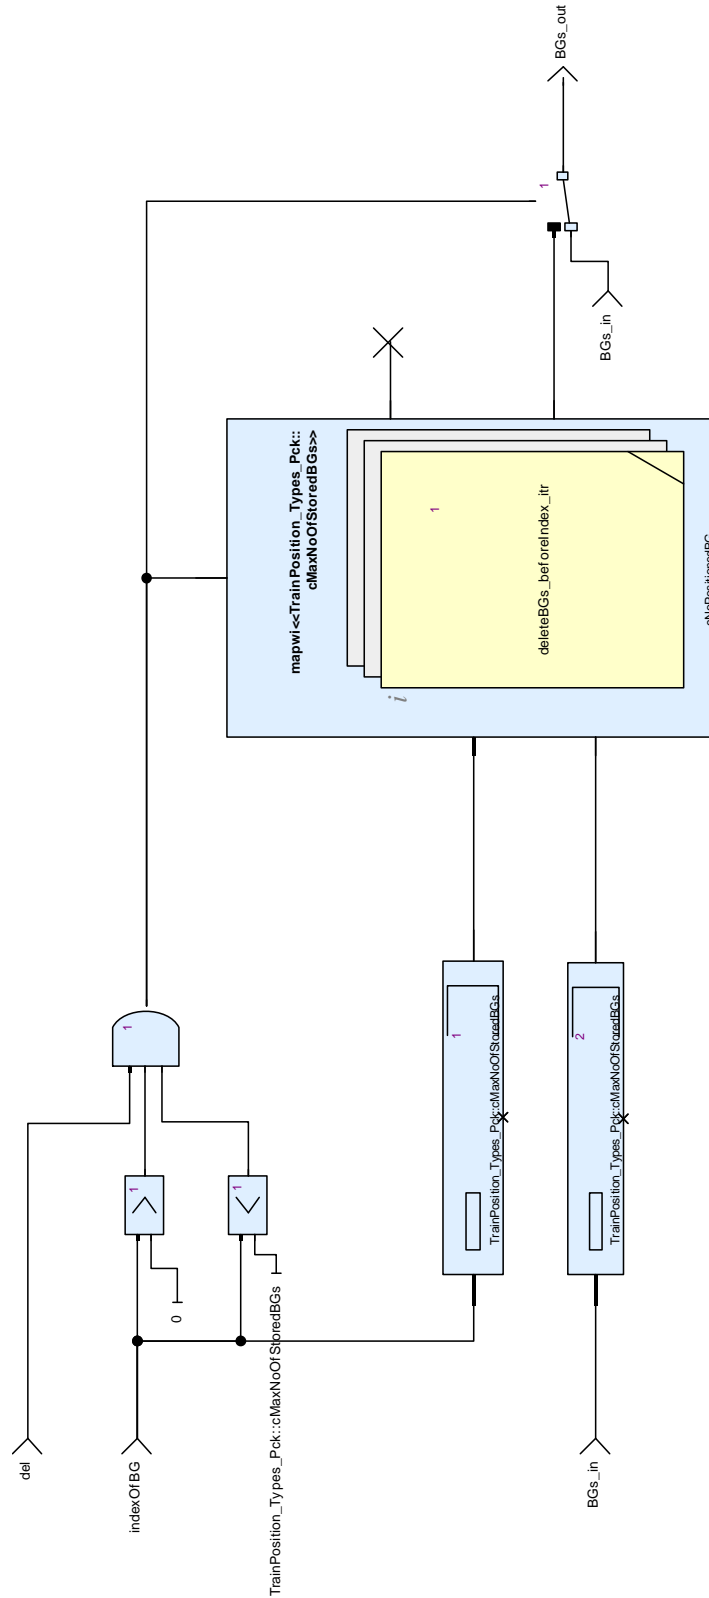 del
indexOfBG
TrainPosition_Types_Pck::cMaxNoOfStoredBGs
0
1
1
1
TrainPosition_Types_Pck::cMaxNoOfStoredBGs
1
BGs_in
TrainPosition_Types_Pck::cMaxNoOfStoredBGs
2
mapwi<<TrainPosition_Types_Pck::
cMaxNoOfStoredBGs>>
i
1
deleteBGs_beforeIndex_itr
BGs_in
1
BGs_out